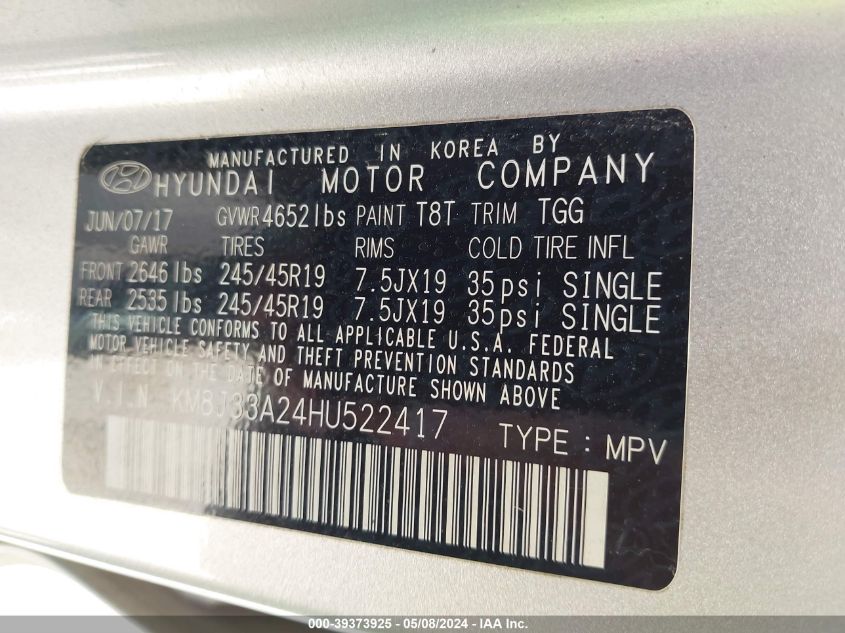 MANUFACTURED IN KOREA BY
HYUNDAI MOTOR COMPANY
JUN/07/17 GVWR 4652lbs PAINT T8T TRIM TGG
GAWR TIRES RIMS COLD TIRE INFL
FRONT 2646lbs 245/45R19 7.5JX19 35psi SINGLE
REAR 2535lbs 245/45R19 7.5JX19 35psi SINGLE
THIS VEHICLE CONFORMS TO ALL APPLICABLE U.S.A. FEDERAL
MOTOR VEHICLE SAFETY AND THEFT PREVENTION STANDARDS
IN EFFECT ON THE DATE OF MANUFACTURE SHOWN ABOVE
V.I.N. KM8J33A24HU522417 TYPE : MPV
000-39373925 - 05/08/2024 - IAA Inc.